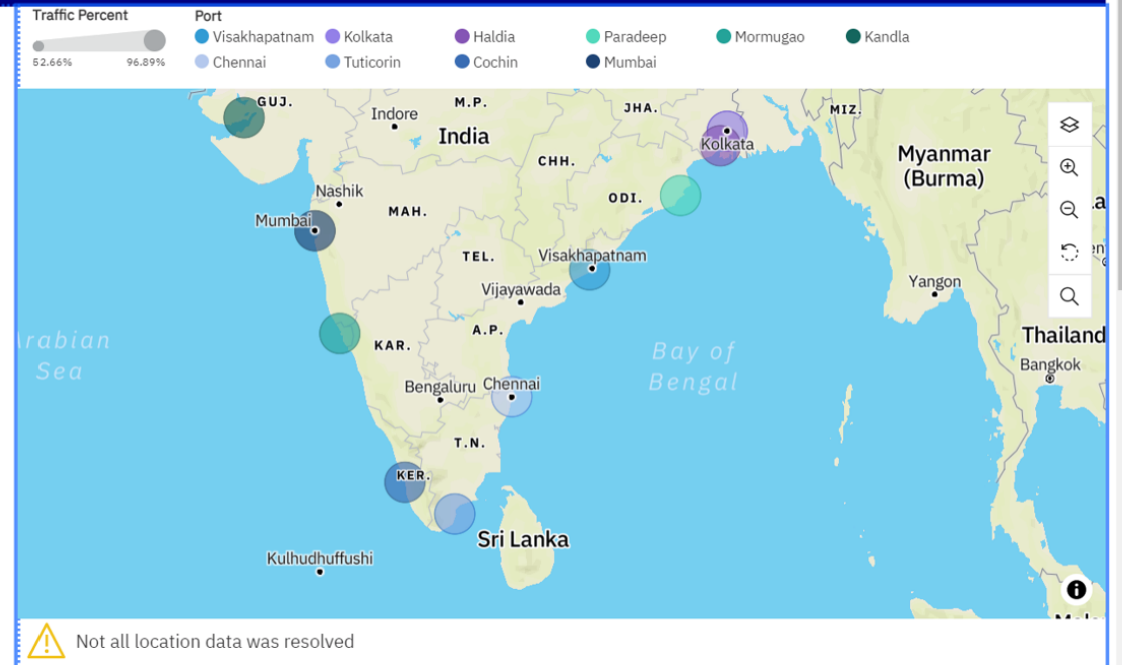 Traffic Percent
52.66% 96.89%
Port
Visakhapatnam Kolkata Haldia Paradeep Mormugao Kandla
Chennai Tuticorin Cochin Mumbai
GUJ.
M.P.
JHA.
MIZ.
Indore
India
Kolkata
Myanmar
(Burma)
CHH.
Nashik
ODI.
MAH.
Mumbai
TEL.
Visakhapatnam
Vijayawada
Yangon
A.P.
Thailand
KAR.
Arabian
Sea
Bay of
Bengal
Bangkok
Bengaluru Chennai
T.N.
KER.
Sri Lanka
Kulhudhuffushi
Not all location data was resolved